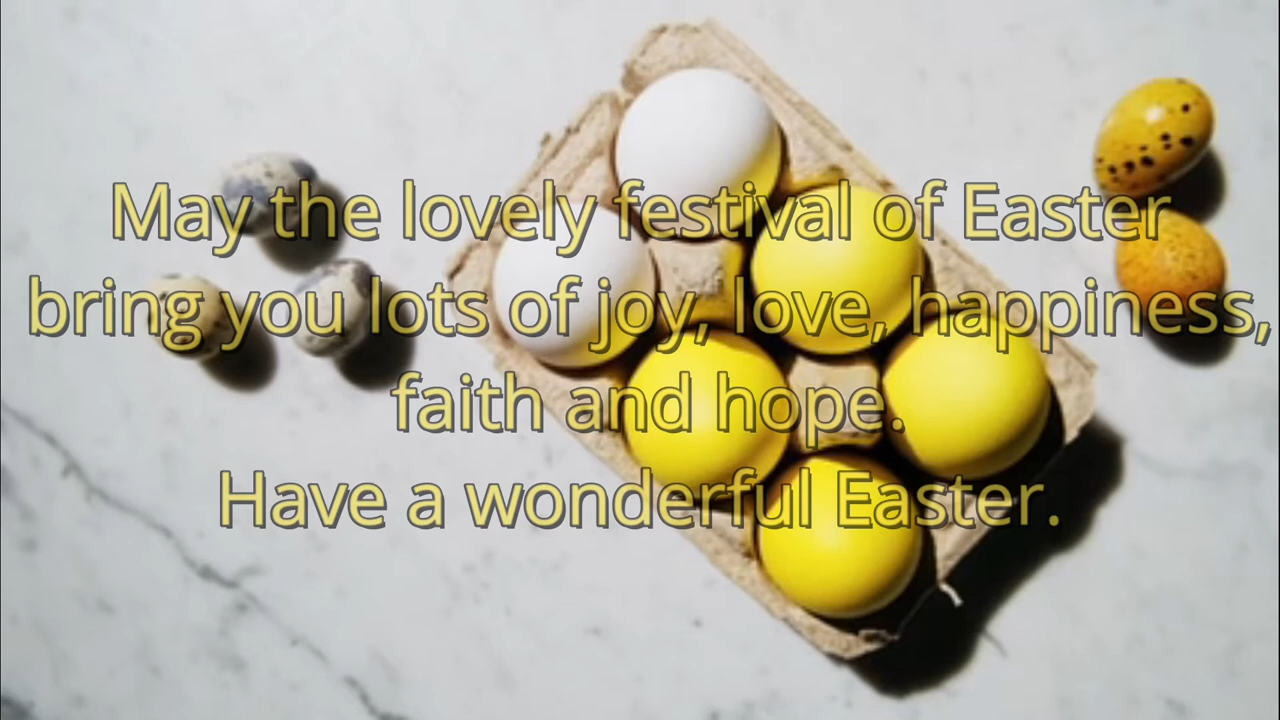 May the lovely festival of Easter
bring you lots of joy, love, happiness,
faith and hope.
Have a wonderful Easter.